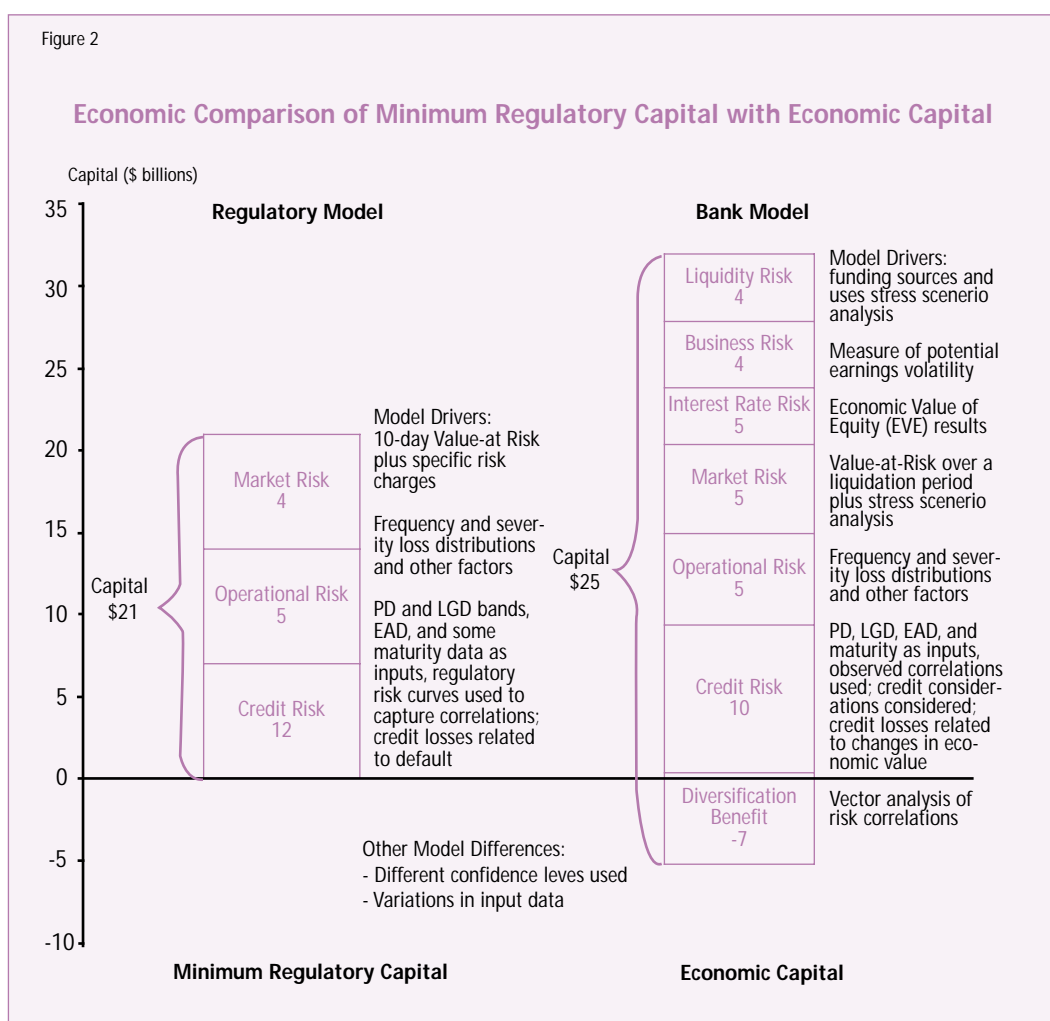 Figure 2
Economic Comparison of Minimum Regulatory Capital with Economic Capital
Capital ($ billions)
35
30
25
20
15
10
5
0
-5
-10
Regulatory Model
Capital
$21
Market Risk
4
Operational Risk
5
Credit Risk
12
Model Drivers:
10-day Value-at Risk
plus specific risk
charges
Frequency and sever-
ity loss distributions
and other factors
PD and LGD bands,
EAD, and some
maturity data as
inputs, regulatory
risk curves used to
capture correlations;
credit losses related
to default
Bank Model
Capital
$25
Liquidity Risk
4
Business Risk
4
Interest Rate Risk
5
Market Risk
5
Operational Risk
5
Credit Risk
10
Diversification
Benefit
-7
Model Drivers:
funding sources and
uses stress scenerio
analysis
Measure of potential
earnings volatility
Economic Value of
Equity (EVE) results
Value-at-Risk over a
liquidation period
plus stress scenerio
analysis
Frequency and sever-
ity loss distributions
and other factors
PD, LGD, EAD, and
maturity as inputs,
observed correlations
used; credit consider-
ations considered;
credit losses related
to changes in eco-
nomic value
Vector analysis of
risk correlations
Other Model Differences:
- Different confidence leves used
- Variations in input data
Minimum Regulatory Capital
Economic Capital